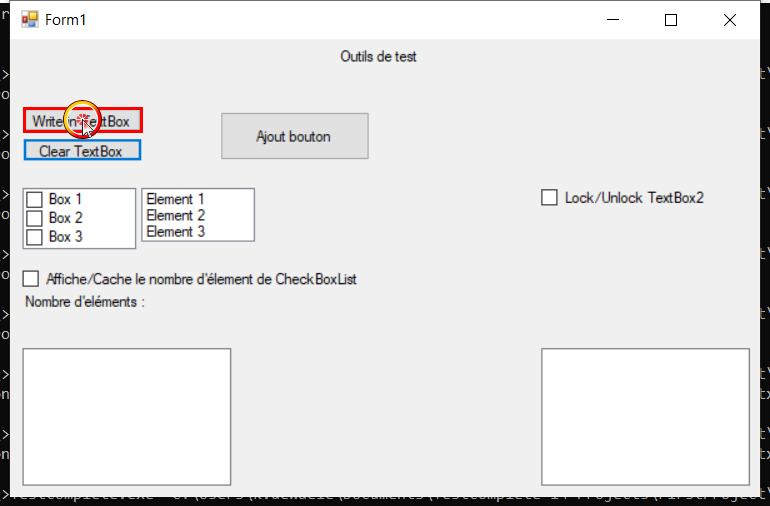 Form1
Outils de test
Write in TextBox
Ajout bouton
Clear TextBox
Box 1
Box 2
Box 3
Element 1
Element 2
Element 3
Lock/Unlock TextBox2
Affiche/Cache le nombre d'élement de CheckBoxList
Nombre d'eléments :